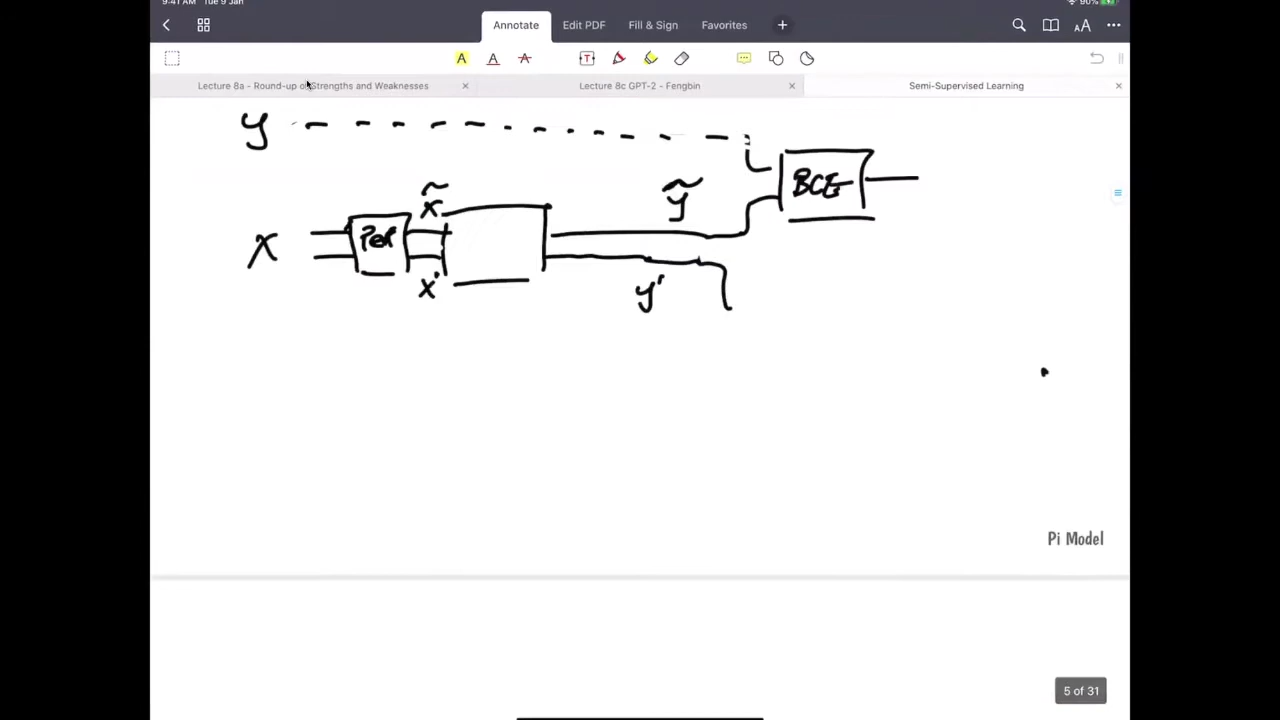 9:41 AM Tue 9 Jan
90%
Annotate Edit PDF Fill & Sign Favorites +
Lecture 8a - Round-up of Strengths and Weaknesses
Lecture 8c GPT-2 - Fengbin
Semi-Supervised Learning
y
BCE
x̃
ỹ
X
Per
x'
y'
Pi Model
5 of 31